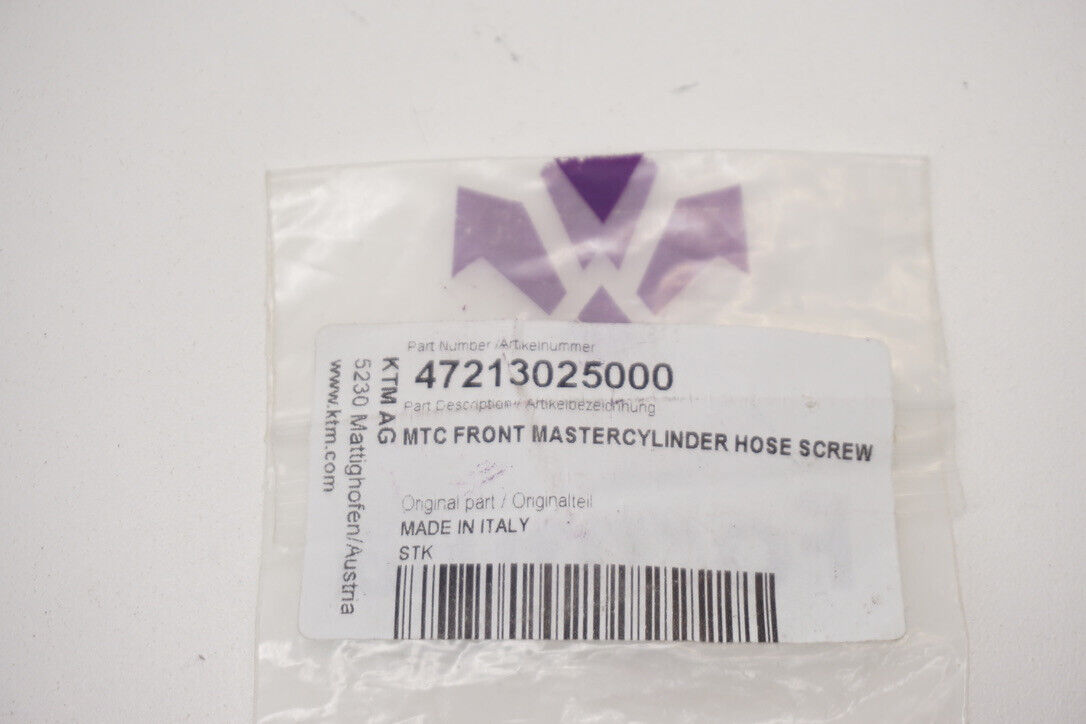 Part Number /Artikelnummer
47213025000
Part Description / Artikelbezeichnung
MTC FRONT MASTERCYLINDER HOSE SCREW
Original part / Originalteil
MADE IN ITALY
STK
KTM AG
5230 Mattighofen/Austria
www.ktm.com